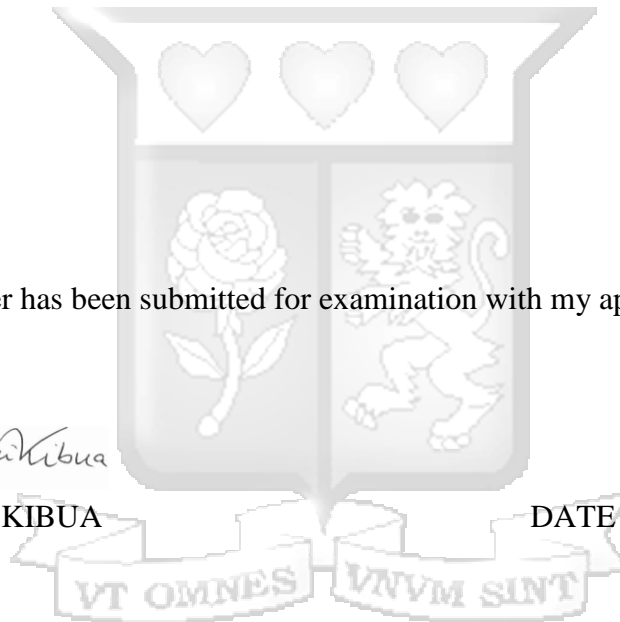 er has been submitted for examination with my ap
Kibua
KIBUA DATE
VT OMNES VNVM SINT